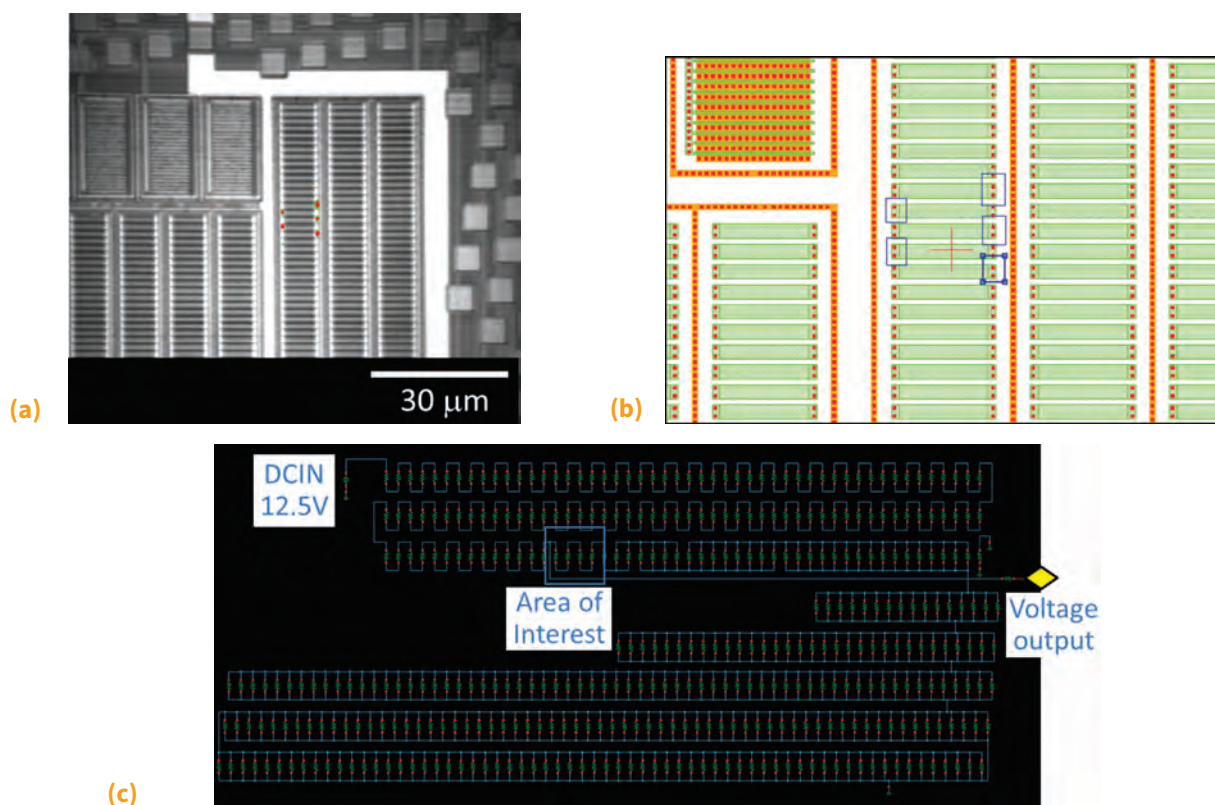 (a)
30 μm
(b)
DCIN
12.5V
Area of
Interest
Voltage
output
(c)